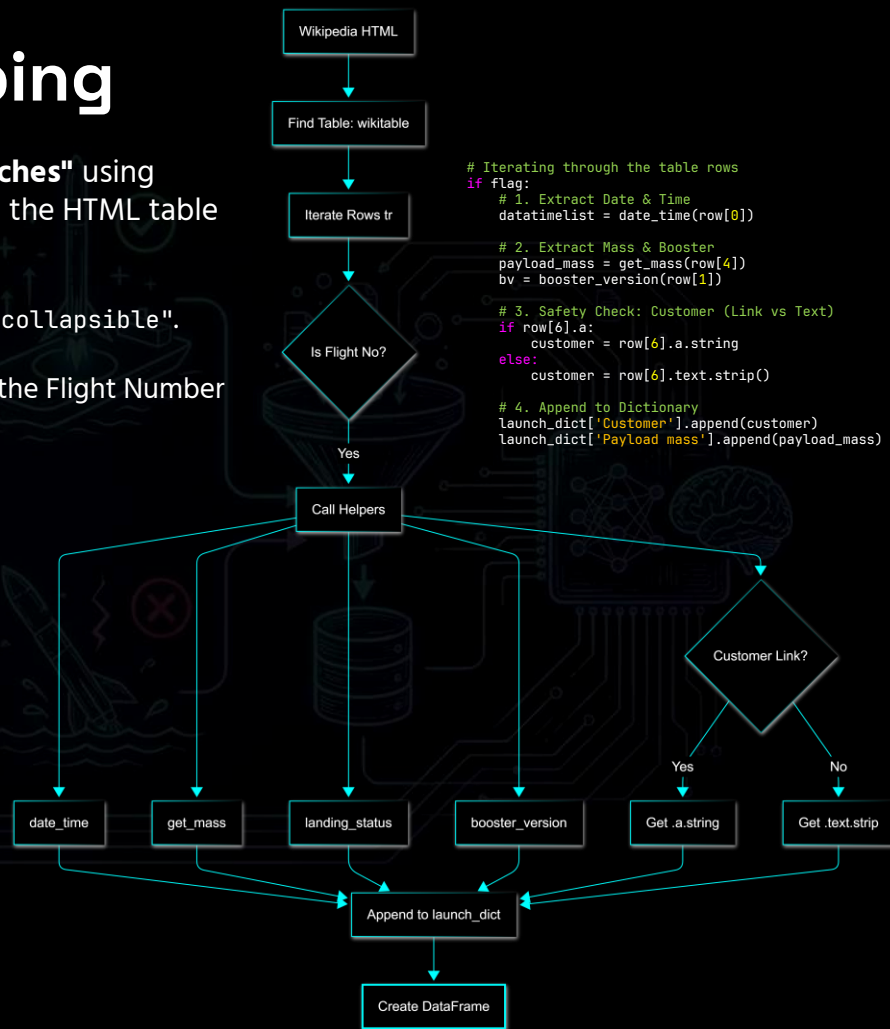 ping
ches" using
the HTML table
collapsible".
the Flight Number
Wikipedia HTML
Find Table: wikitable
Iterate Rows tr
Is Flight No?
Yes
Call Helpers
# Iterating through the table rows
if flag:
    # 1. Extract Date & Time
    datatimelist = date_time(row[0])
    # 2. Extract Mass & Booster
    payload_mass = get_mass(row[4])
    bv = booster_version(row[1])
    # 3. Safety Check: Customer (Link vs Text)
    if row[6].a:
        customer = row[6].a.string
    else:
        customer = row[6].text.strip()
    # 4. Append to Dictionary
    launch_dict['Customer'].append(customer)
    launch_dict['Payload mass'].append(payload_mass)
Customer Link?
Yes
No
date_time
get_mass
landing_status
booster_version
Get .a.string
Get .text.strip
Append to launch_dict
Create DataFrame